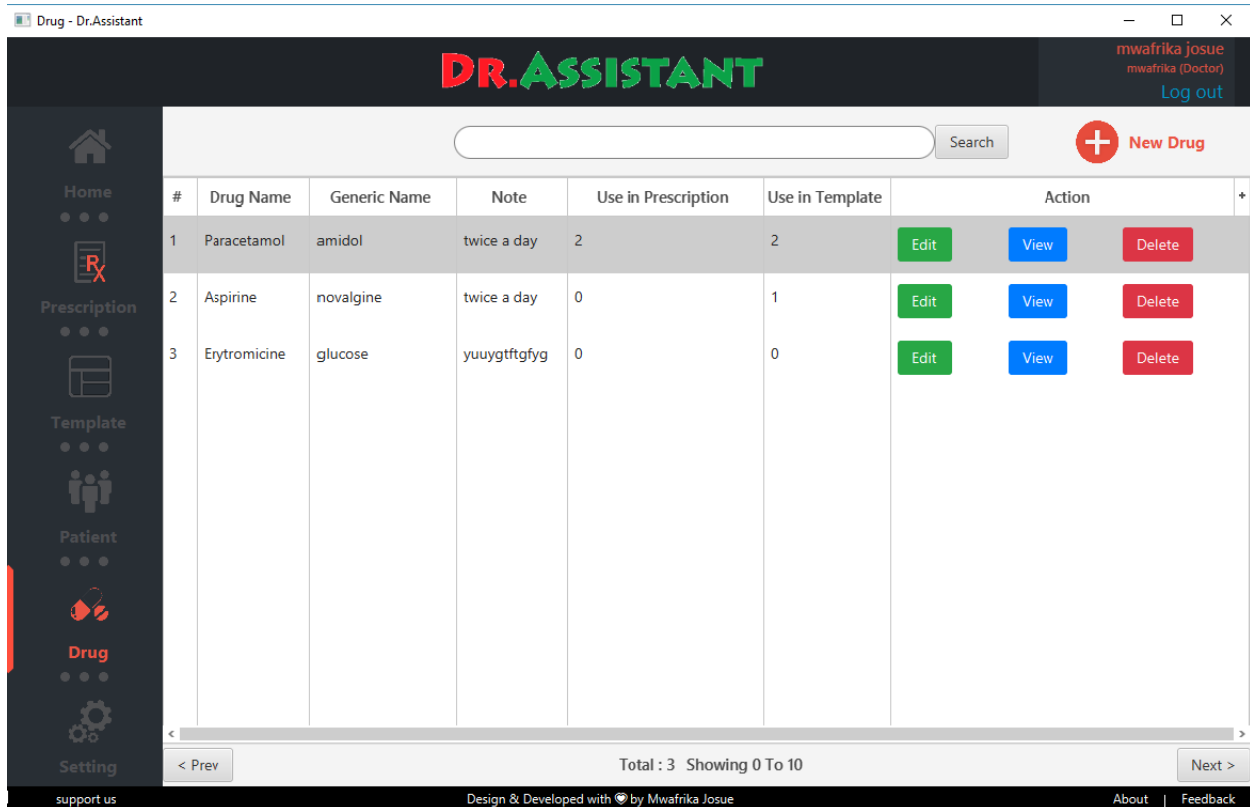 Drug - Dr.Assistant
DR.ASSISTANT
mwafrika josue
mwafrika (Doctor)
Log out
Search
New Drug
Home
Prescription
Template
Patient
Drug
Setting
# Drug Name Generic Name Note Use in Prescription Use in Template Action +
1 Paracetamol amidol twice a day 2 2 Edit View Delete
2 Aspirine novalgine twice a day 0 1 Edit View Delete
3 Erytromicine glucose yuuygtftgfyg 0 0 Edit View Delete
< Prev Total : 3 Showing 0 To 10 Next >
support us Design & Developed with by Mwafrika Josue About | Feedback